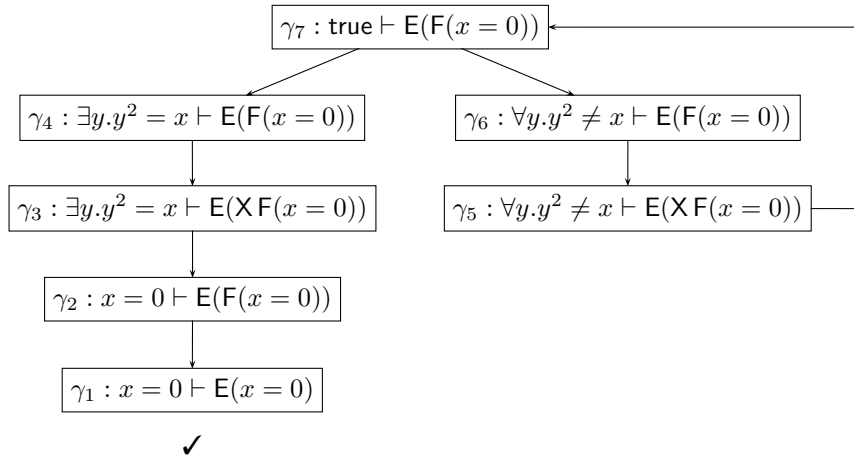 γ₇ : true ⊢ E(F(x = 0))
γ₄ : ∃y.y² = x ⊢ E(F(x = 0))
γ₆ : ∀y.y² ≠ x ⊢ E(F(x = 0))
γ₃ : ∃y.y² = x ⊢ E(X F(x = 0))
γ₅ : ∀y.y² ≠ x ⊢ E(X F(x = 0))
γ₂ : x = 0 ⊢ E(F(x = 0))
γ₁ : x = 0 ⊢ E(x = 0)
✓